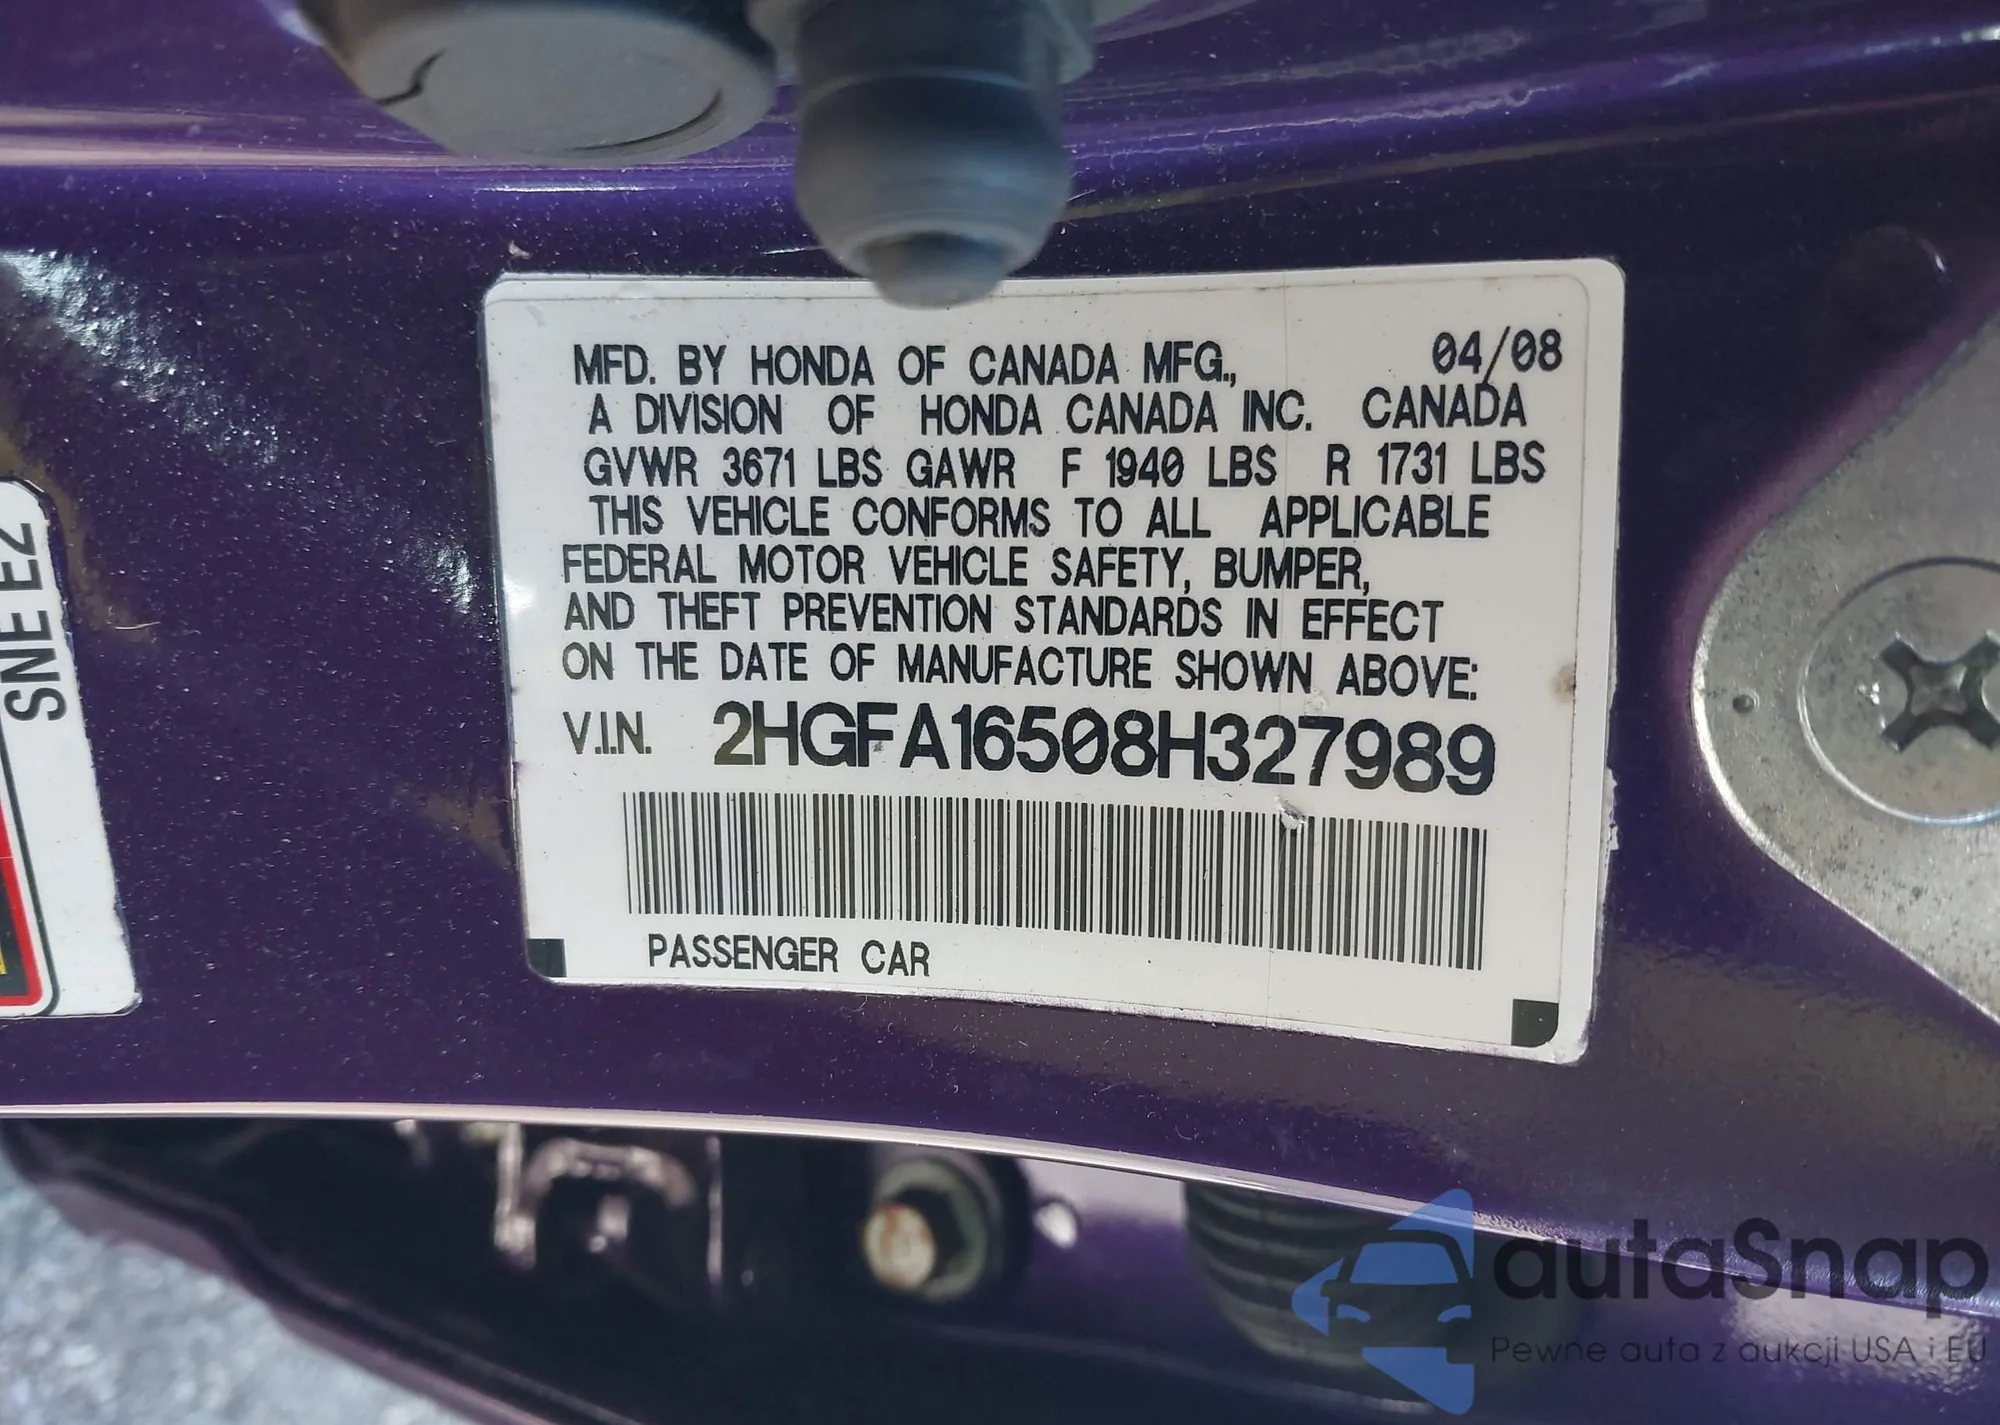 MFD. BY HONDA OF CANADA MFG., 04/08
A DIVISION OF HONDA CANADA INC. CANADA
GVWR 3671 LBS GAWR F 1940 LBS R 1731 LBS
THIS VEHICLE CONFORMS TO ALL APPLICABLE
FEDERAL MOTOR VEHICLE SAFETY, BUMPER,
AND THEFT PREVENTION STANDARDS IN EFFECT
ON THE DATE OF MANUFACTURE SHOWN ABOVE:
V.I.N. 2HGFA16508H327989
PASSENGER CAR
SNE E2
autaSnap
Pewne auta z aukcji USA i EU